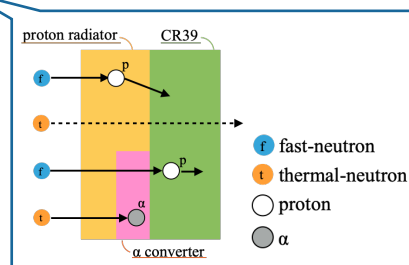 proton radiator CR39
f p
t
f p
t α
α converter
f fast-neutron
t thermal-neutron
proton
α